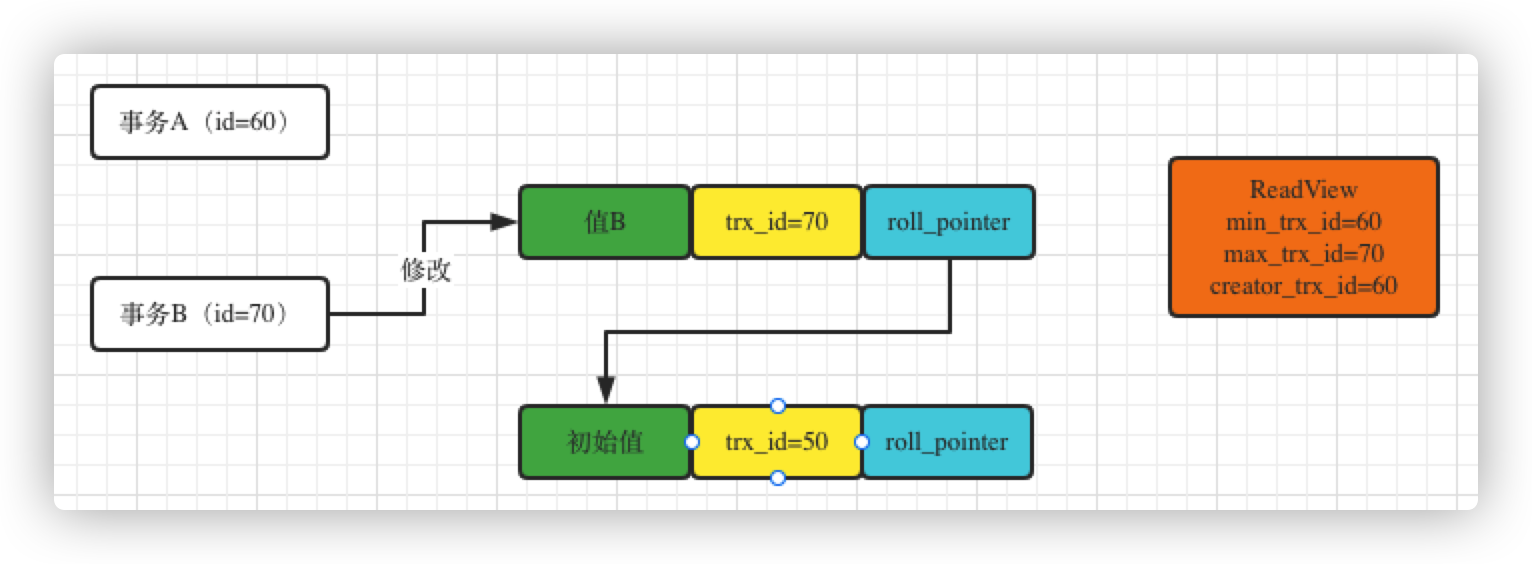 事务A（id=60）
ReadView
min_trx_id=60
max_trx_id=70
creator_trx_id=60
值B
trx_id=70
roll_pointer
修改
事务B（id=70）
初始值
trx_id=50
roll_pointer